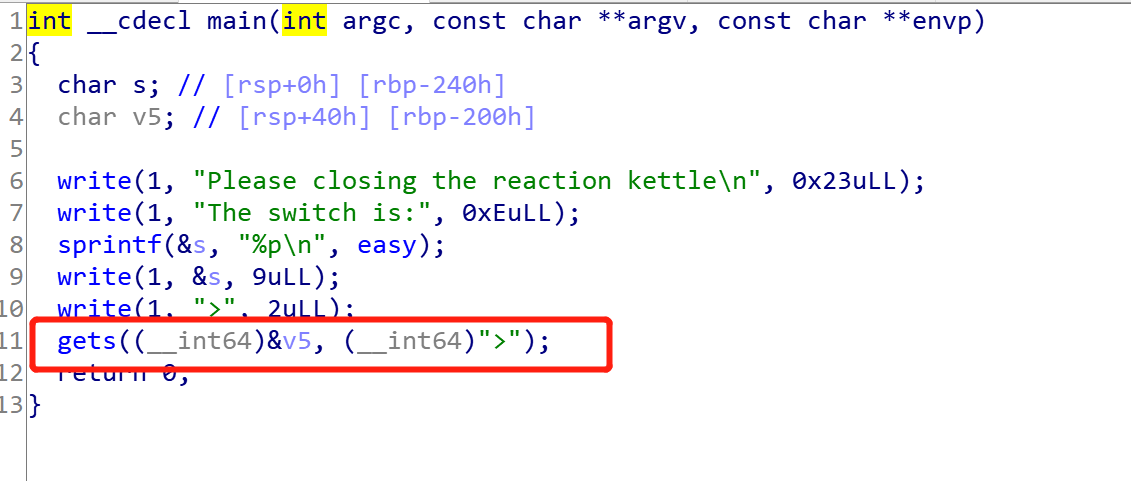 1 int __cdecl main(int argc, const char **argv, const char **envp)
2 {
3 char s; // [rsp+0h] [rbp-240h]
4 char v5; // [rsp+40h] [rbp-200h]
5
6 write(1, "Please closing the reaction kettle\n", 0x23uLL);
7 write(1, "The switch is:", 0xEuLL);
8 sprintf(&s, "%p\n", easy);
9 write(1, &s, 9uLL);
10 write(1, ">", 2uLL);
11 gets((__int64)&v5, (__int64)">");
12 return 0;
13 }